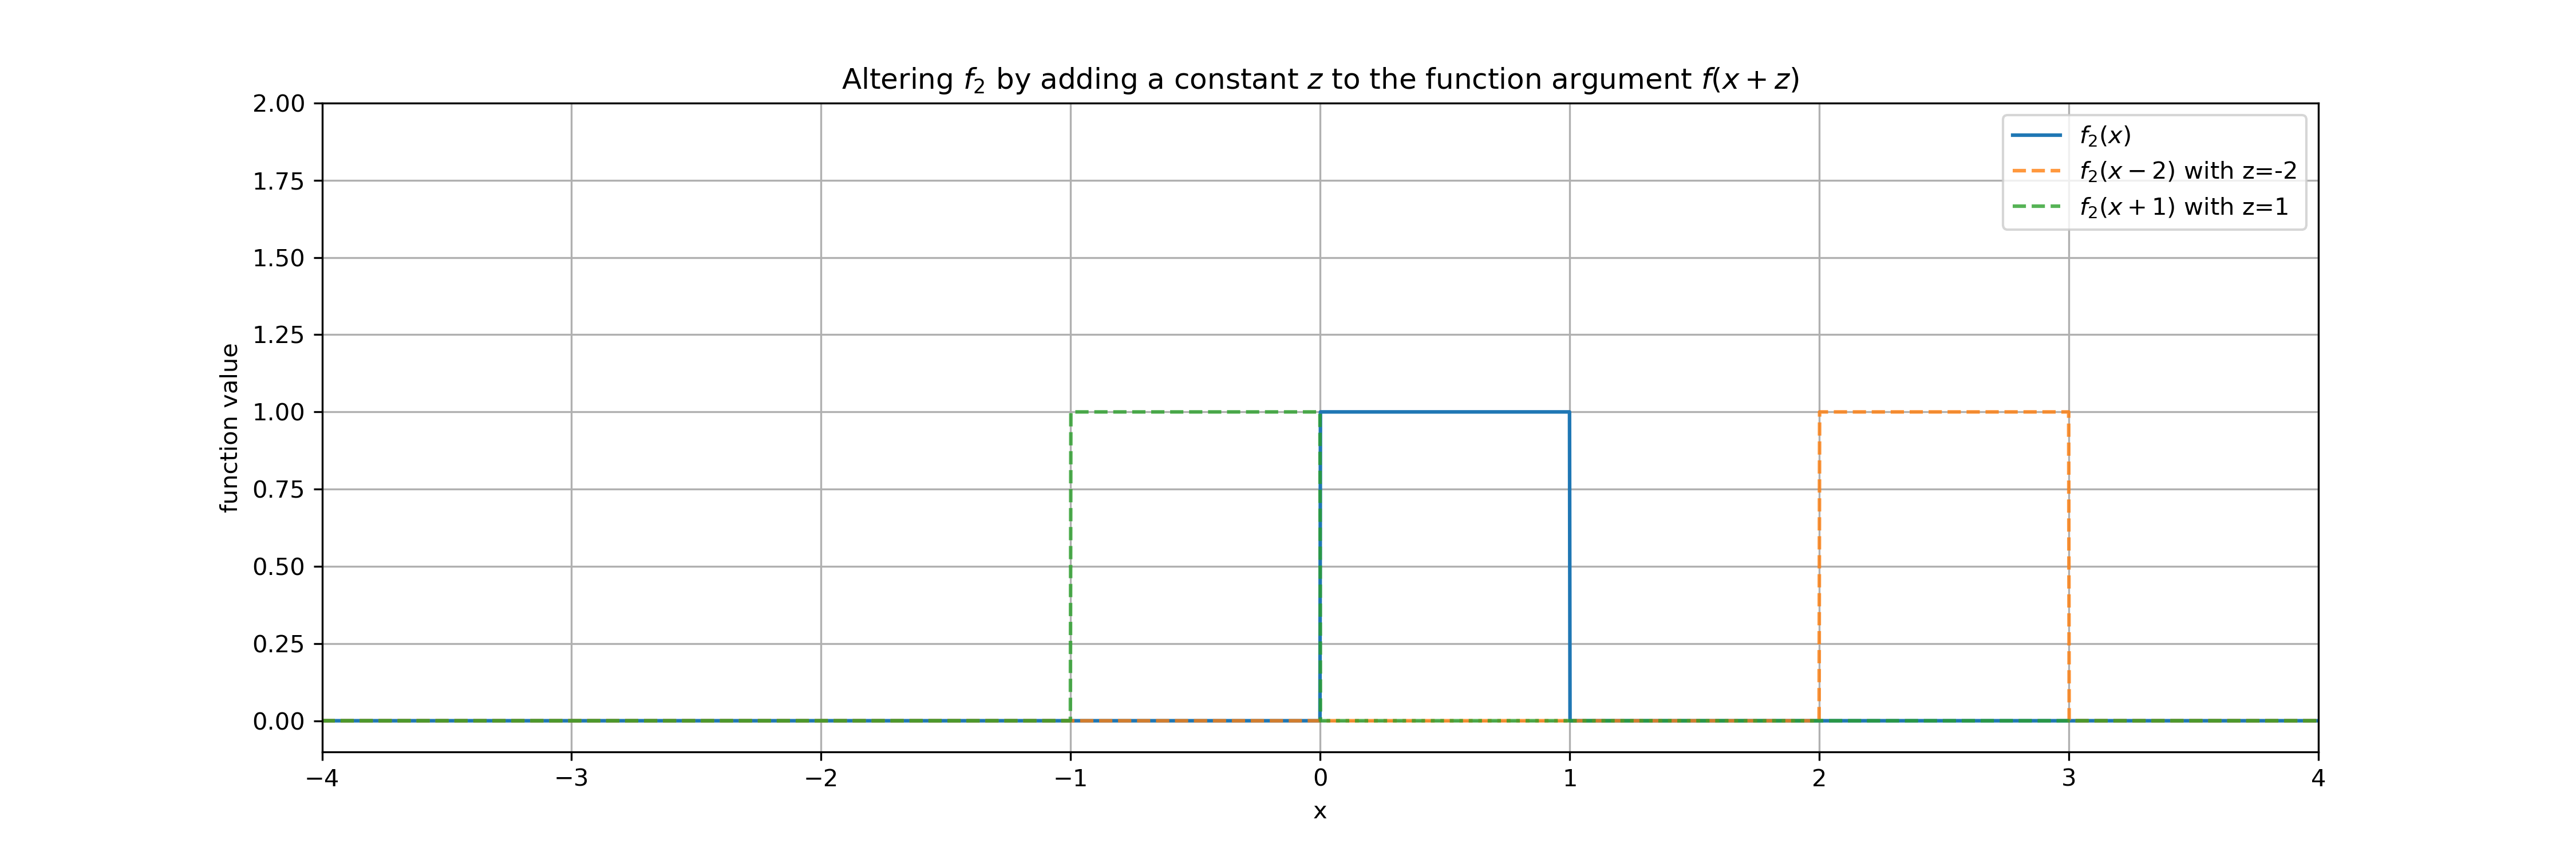 Altering f₂ by adding a constant z to the function argument f(x + z)
2.00
1.75
1.50
1.25
1.00
0.75
0.50
0.25
0.00
function value
f₂(x)
f₂(x − 2) with z=-2
f₂(x + 1) with z=1
−4 −3 −2 −1 0 1 2 3 4
x